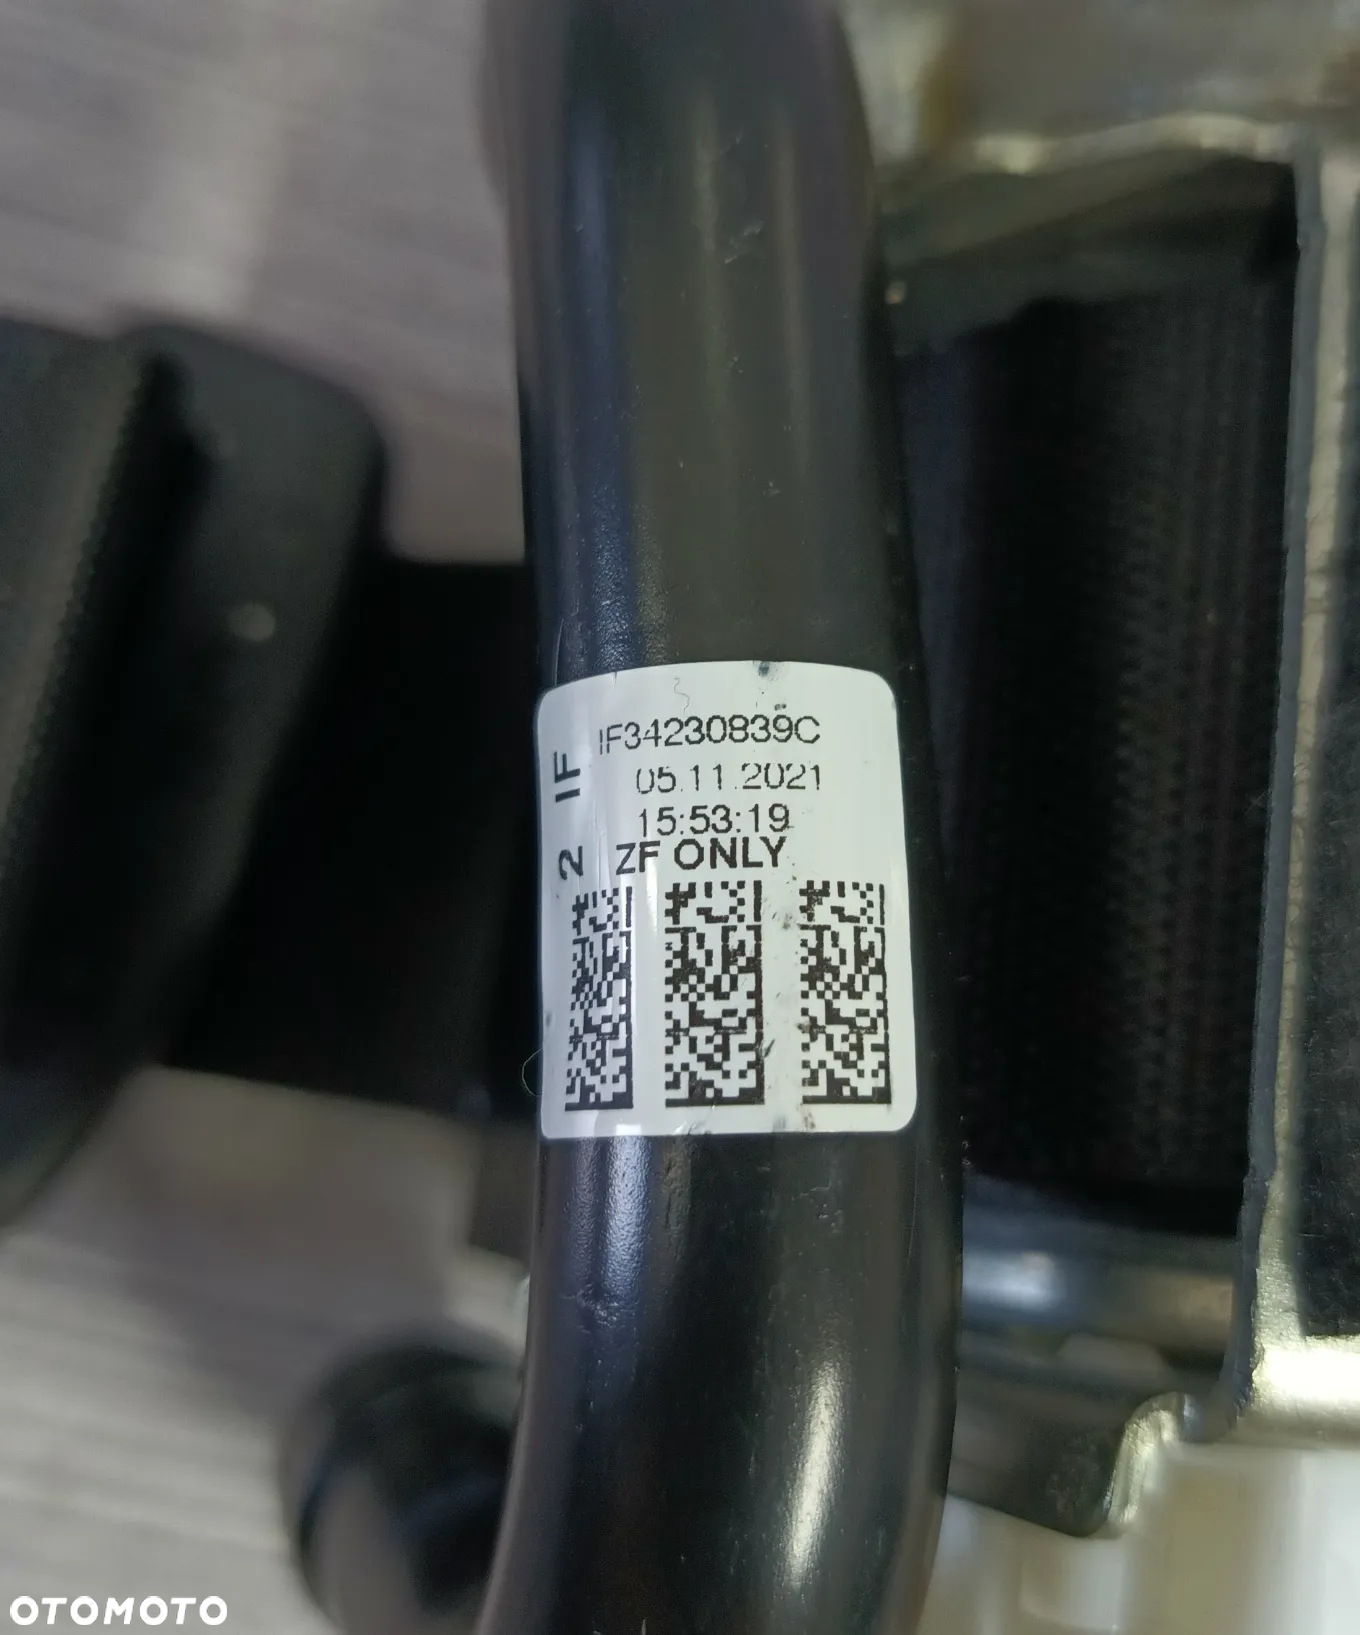 IF34230839C
05.11.2021
15:53:19
ZF ONLY
2 IF
OTOMOTO